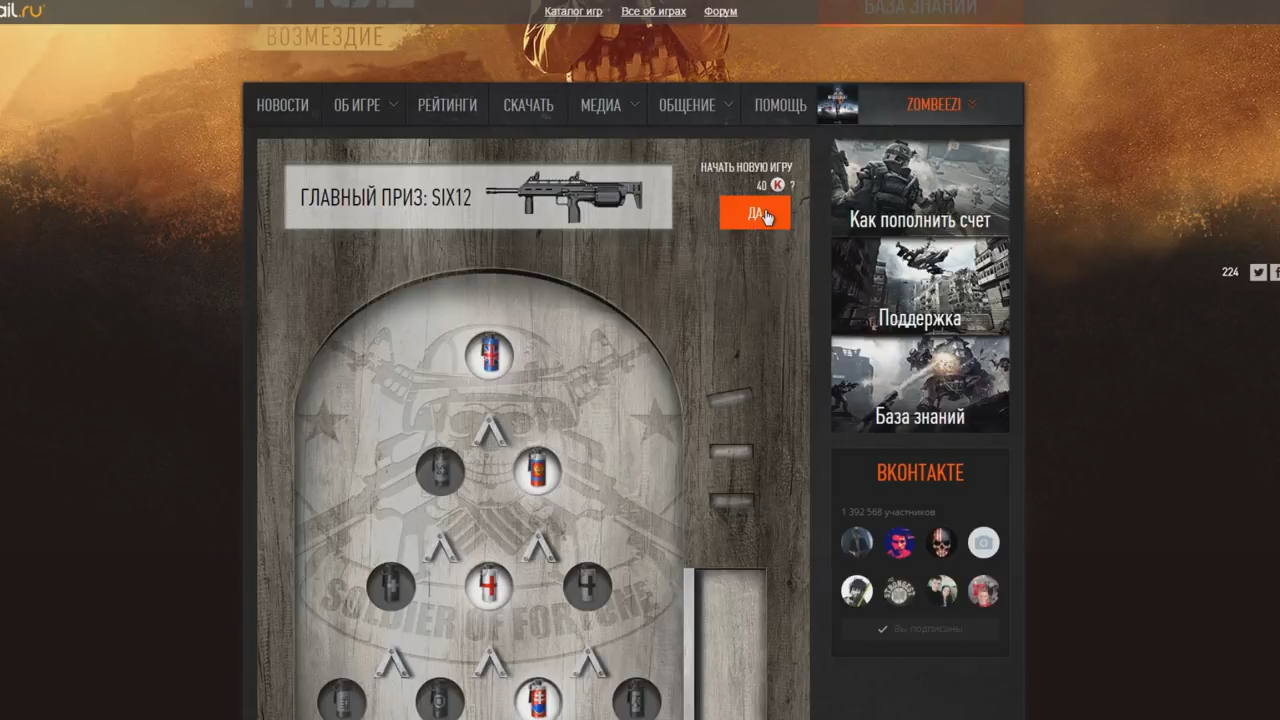 ail.ru
Каталог игр
Все об играх
Форум
БАЗА ЗНАНИЙ
ВОЗМЕЗДИЕ
НОВОСТИ
ОБ ИГРЕ
РЕЙТИНГИ
СКАЧАТЬ
МЕДИА
ОБЩЕНИЕ
ПОМОЩЬ
ZOMBEEZI
ГЛАВНЫЙ ПРИЗ: SIX12
НАЧАТЬ НОВУЮ ИГРУ
40 K ?
ДА
Как пополнить счет
Поддержка
База знаний
224
ВКОНТАКТЕ
1 392 568 участников
SOLDIER OF FORTUNE
Вы подписаны